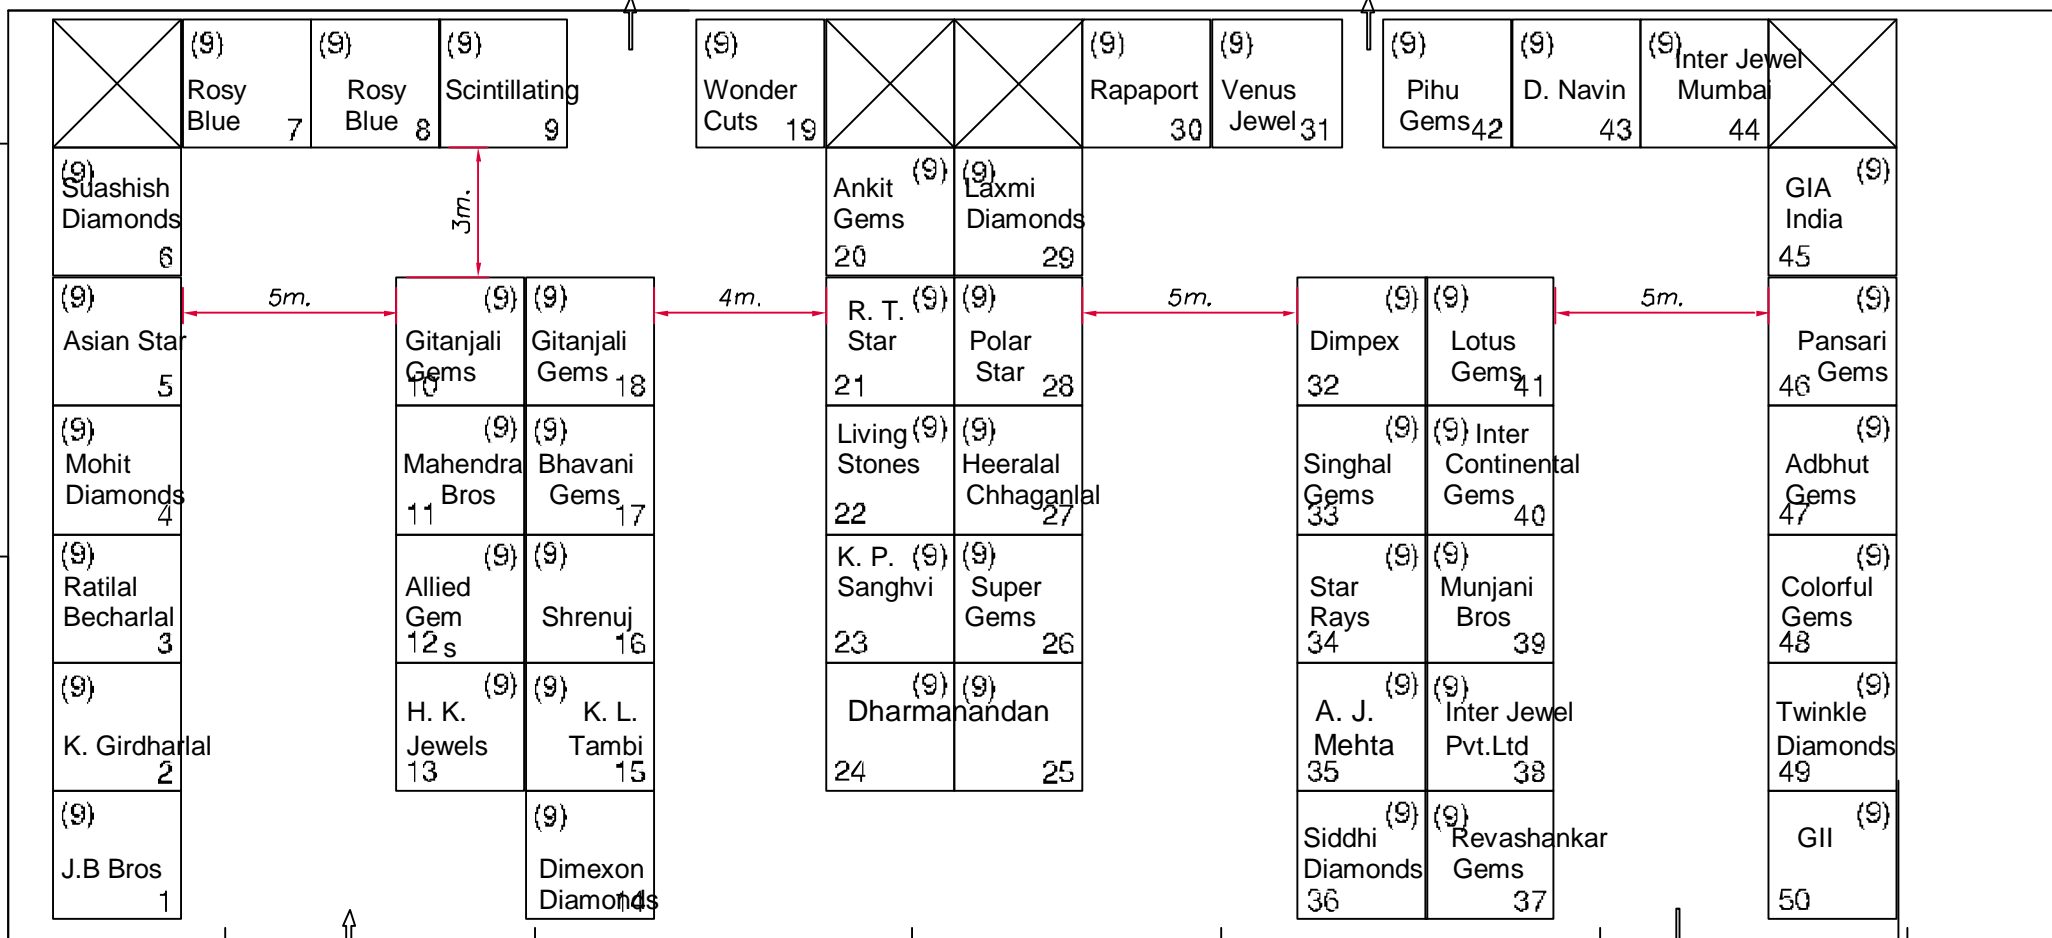 (9)
Rosy
Blue
7
(9)
Rosy
Blue
8
(9)
Scintillating
9
(9)
Wonder
Cuts
19
(9)
Rapaport
30
(9)
Venus
Jewel
31
(9)
Pihu
Gems
42
(9)
D. Navin
43
(9)
Inter Jewel
Mumbai
44
(9)
Suashish
Diamonds
6
3m.
(9)
Ankit
Gems
20
(9)
Laxmi
Diamonds
29
(9)
GIA
India
45
(9)
Asian Star
5
5m.
(9)
Gitanjali
Gems
10
(9)
Gitanjali
Gems
18
4m.
(9)
R. T.
Star
21
(9)
Polar
Star
28
5m.
(9)
Dimpex
32
(9)
Lotus
Gems
41
5m.
(9)
Pansari
Gems
46
(9)
Mohit
Diamonds
4
(9)
Mahendra
Bros
11
(9)
Bhavani
Gems
17
(9)
Living
Stones
22
(9)
Heeralal
Chhaganlal
27
(9)
Singhal
Gems
33
(9)
Inter
Continental
Gems
40
(9)
Adbhut
Gems
47
(9)
Ratilal
Becharlal
3
(9)
Allied
Gem
s
12
(9)
Shrenuj
16
(9)
K. P.
Sanghvi
23
(9)
Super
Gems
26
(9)
Star
Rays
34
(9)
Munjani
Bros
39
(9)
Colorful
Gems
48
(9)
K. Girdharlal
2
(9)
H. K.
Jewels
13
(9)
K. L.
Tambi
15
(9)
(9)
Dharmanandan
24
25
(9)
A. J.
Mehta
35
(9)
Inter Jewel
Pvt.Ltd
38
(9)
Twinkle
Diamonds
49
(9)
J.B Bros
1
(9)
Dimexon
Diamonds
14
(9)
Siddhi
Diamonds
36
(9)
Revashankar
Gems
37
(9)
GII
50